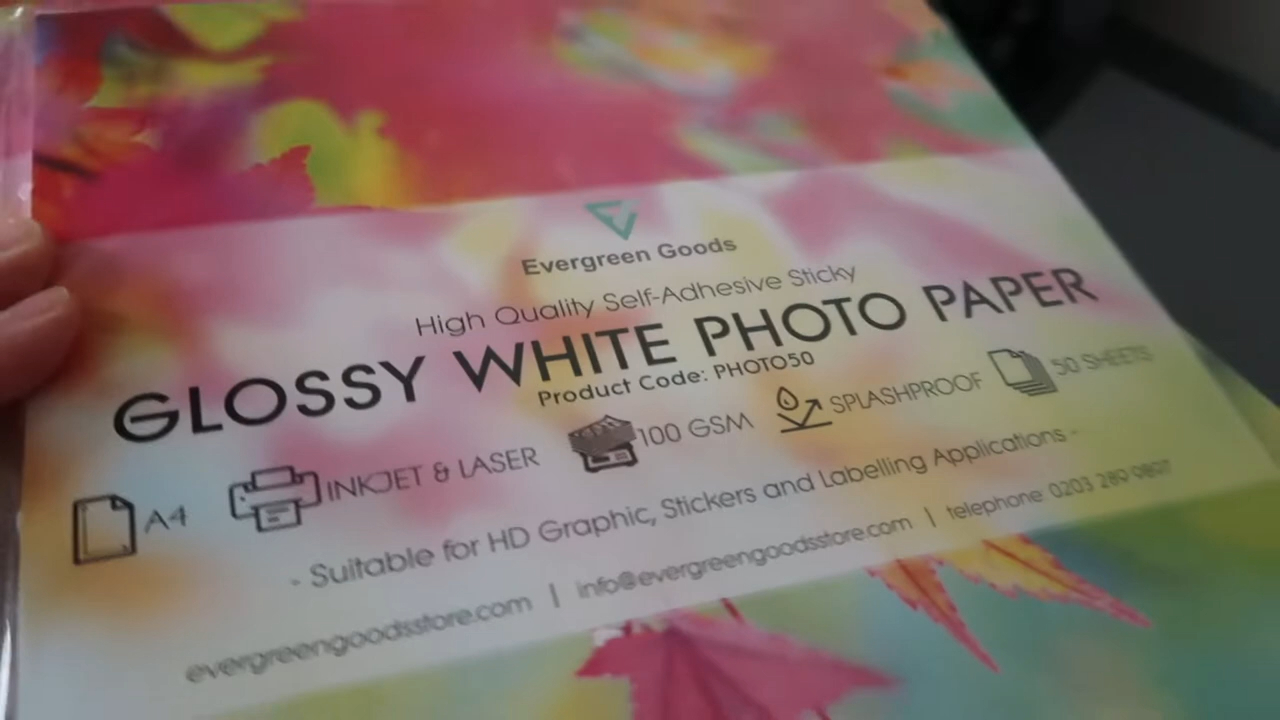 Evergreen Goods
High Quality Self-Adhesive Sticky
GLOSSY WHITE PHOTO PAPER
Product Code: PHOTO50
A4 INKJET & LASER 100 GSM SPLASHPROOF 50 SHEETS
- Suitable for HD Graphic, Stickers and Labelling Applications -
evergreengoodsstore.com | info@evergreengoodsstore.com | telephone 0203 289